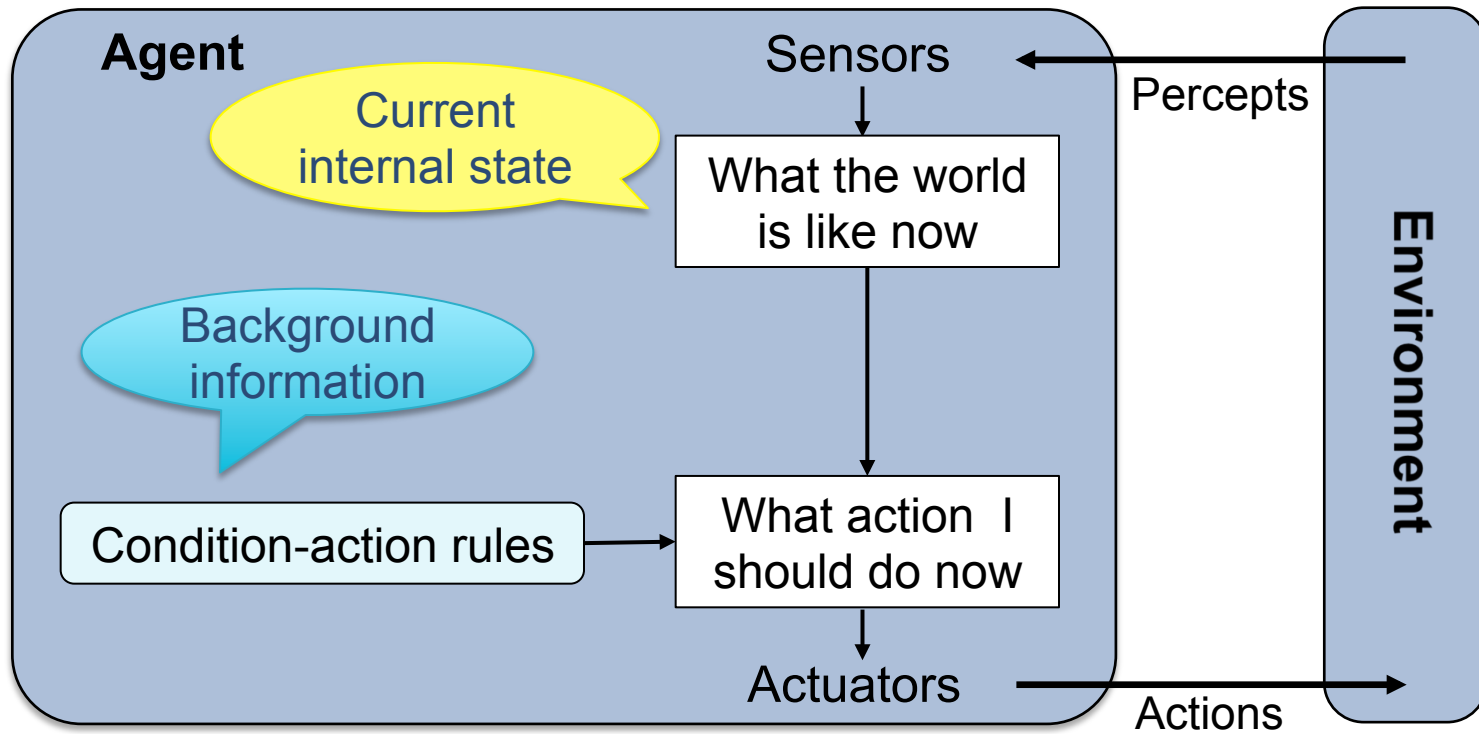 Agent
Sensors
Percepts
Current
internal state
What the world
is like now
Environment
Background
information
Condition-action rules
What action I
should do now
Actuators
Actions